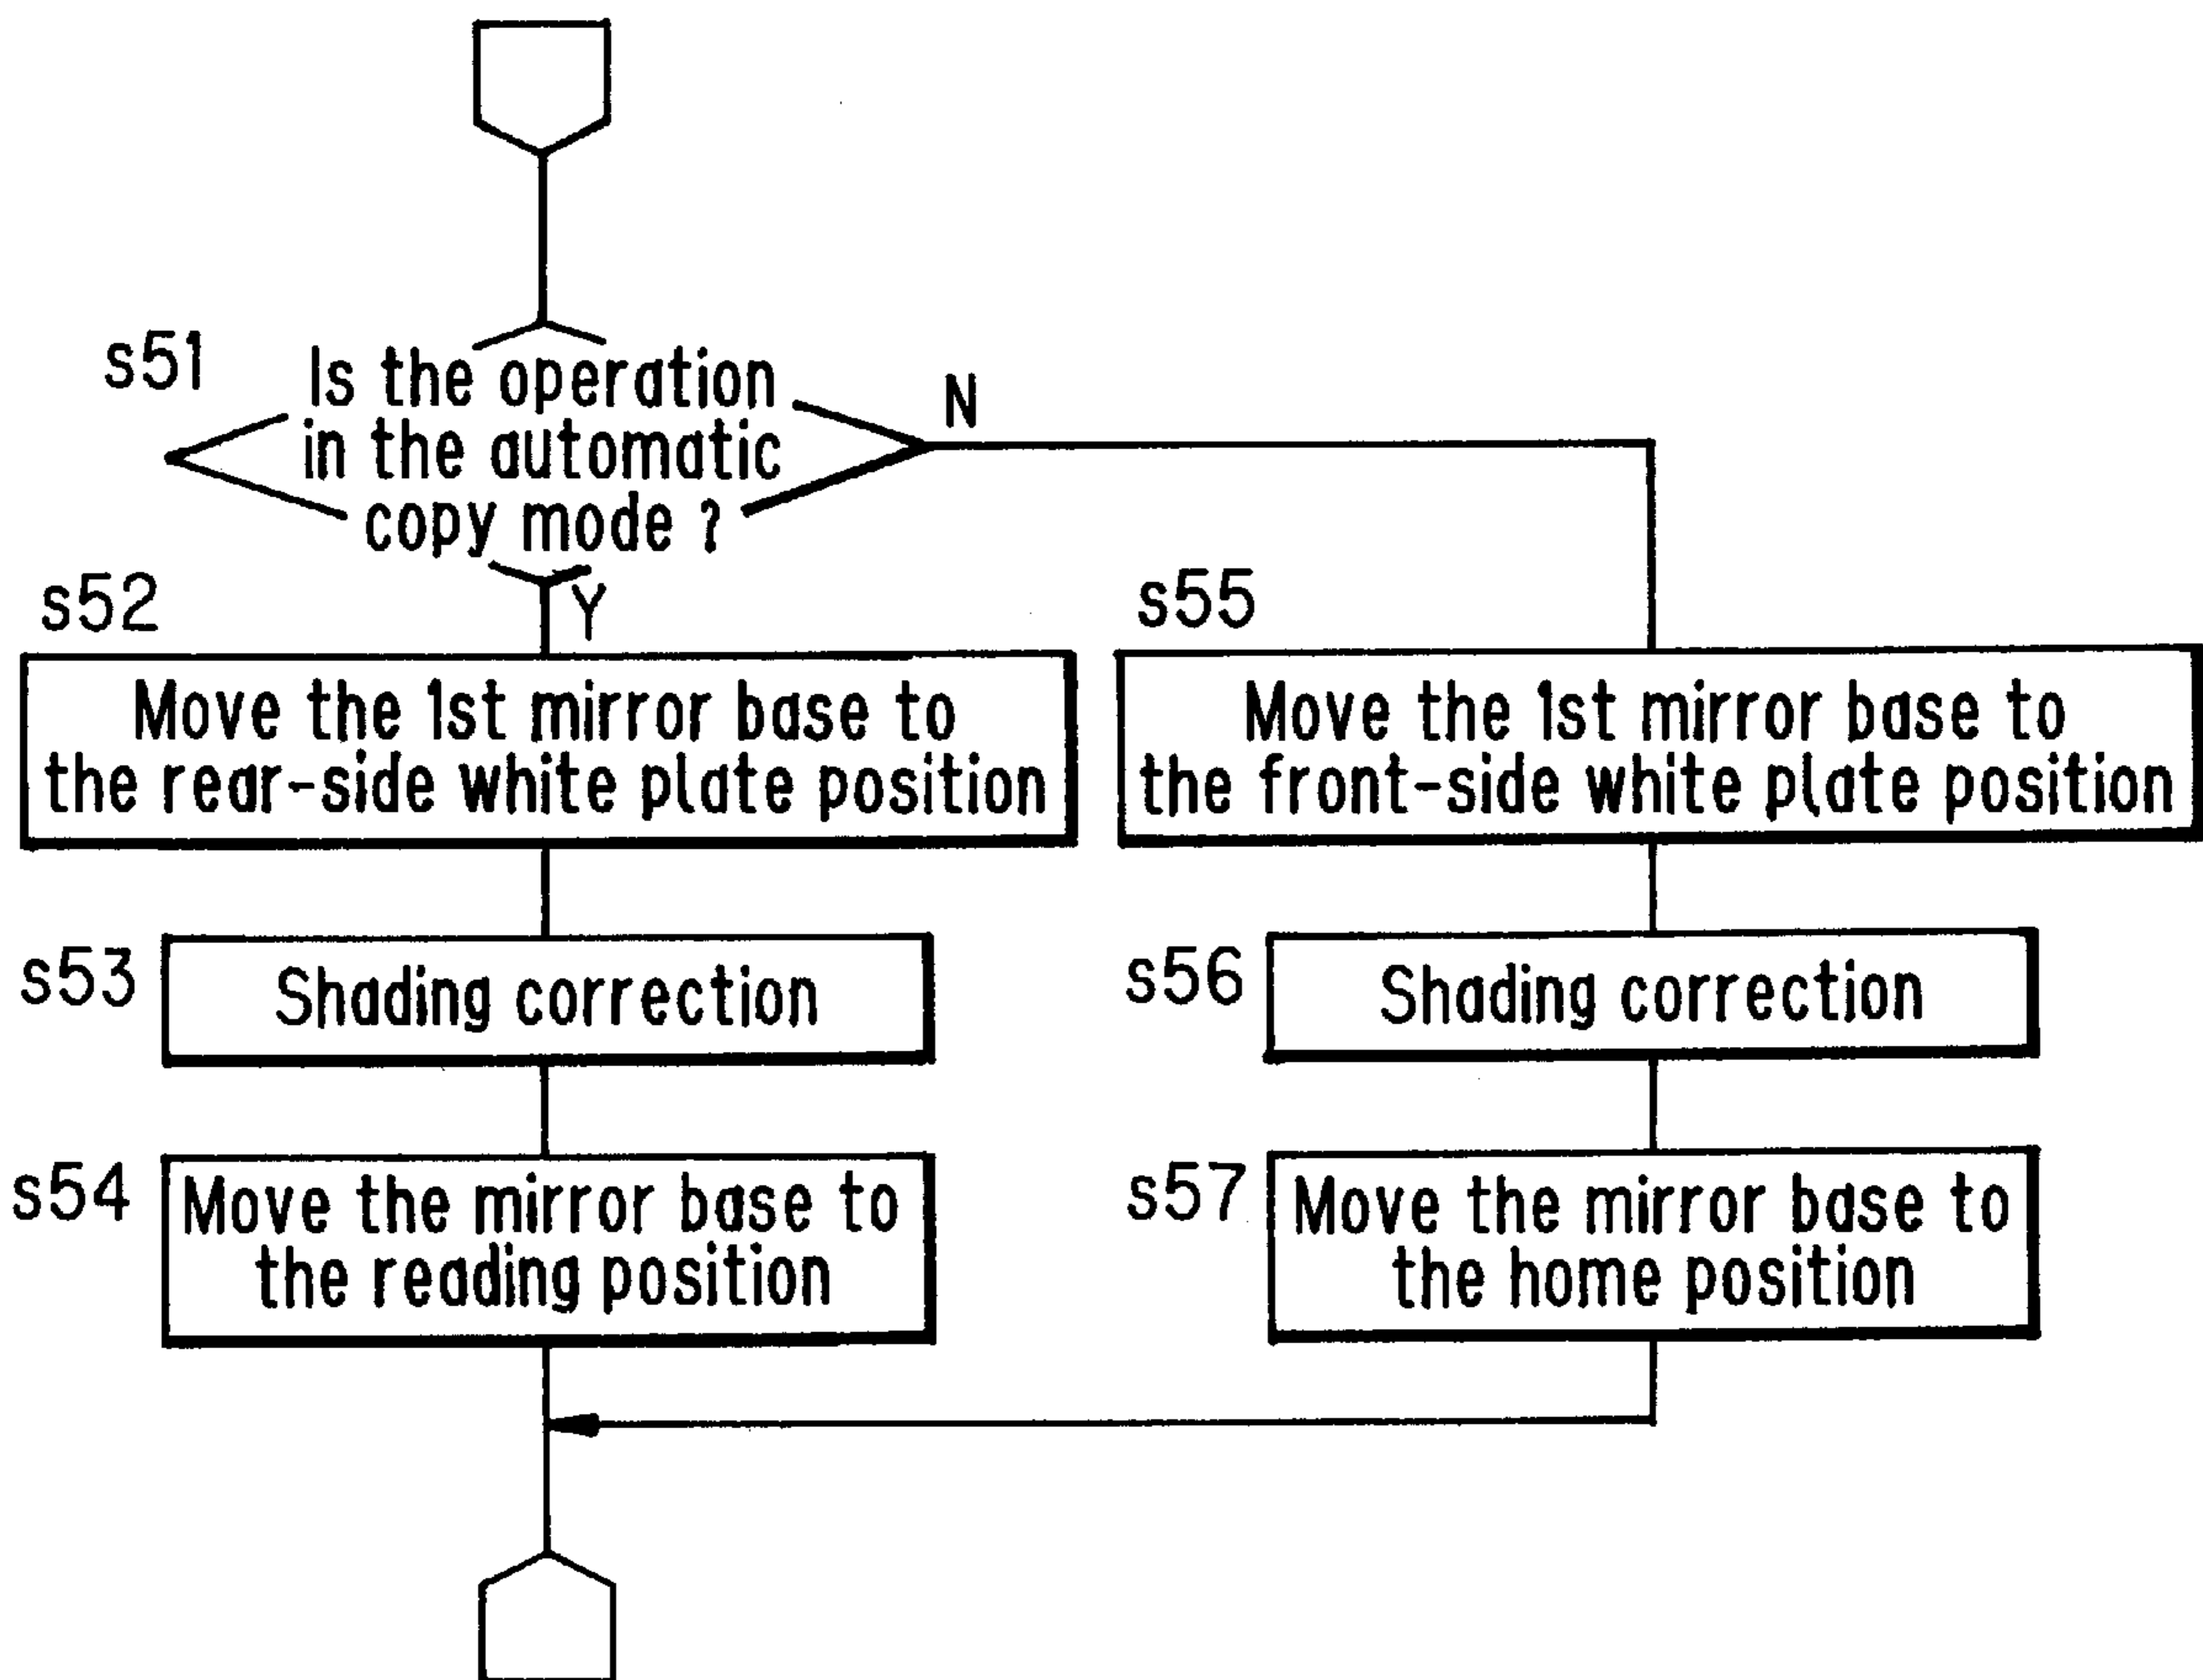 s51
Is the operation
in the automatic
copy mode ?
N
Y
s52
Move the 1st mirror base to
the rear-side white plate position
s53
Shading correction
s54
Move the mirror base to
the reading position
s55
Move the 1st mirror base to
the front-side white plate position
s56
Shading correction
s57
Move the mirror base to
the home position